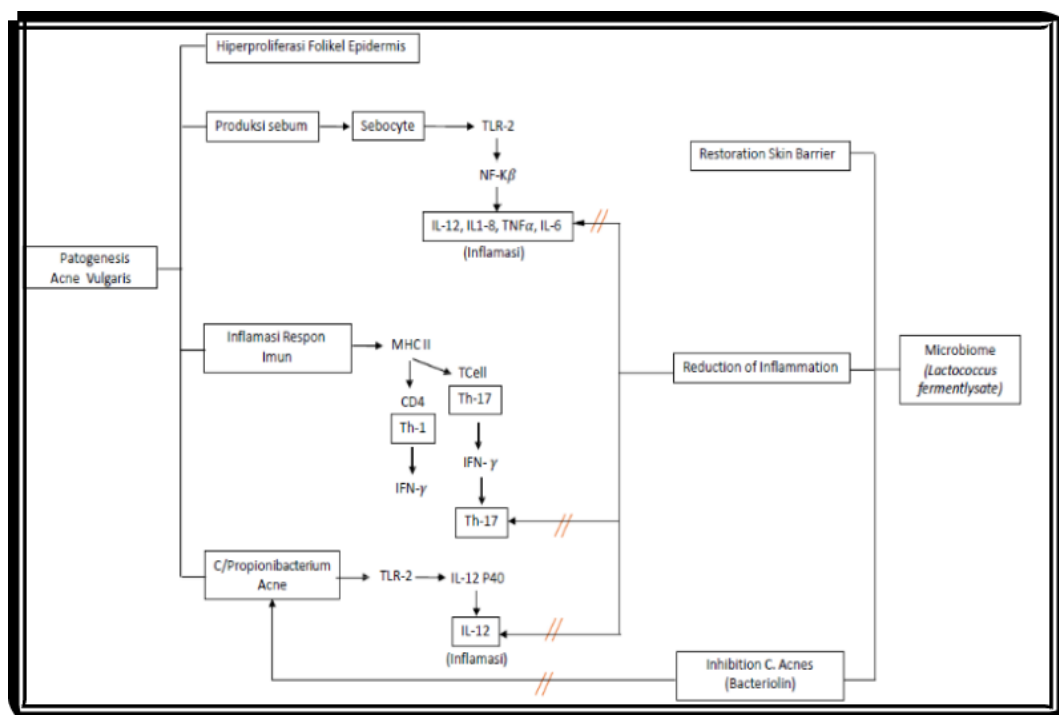 Hiperproliferasi Folikel Epidermis
Produksi sebum
Sebocyte
TLR-2
NF-Kβ
IL-12, IL1-8, TNFα, IL-6
(Inflamasi)
Restoration Skin Barrier
Patogenesis
Acne Vulgaris
Inflamasi Respon
Imun
MHC II
TCell
CD4
Th-17
Th-1
IFN- γ
IFN-γ
Th-17
Reduction of Inflammation
Microbiome
(Lactococcus
fermentlysate)
C/Propionibacterium
Acne
TLR-2
IL-12 P40
IL-12
(Inflamasi)
Inhibition C. Acnes
(Bacteriolin)